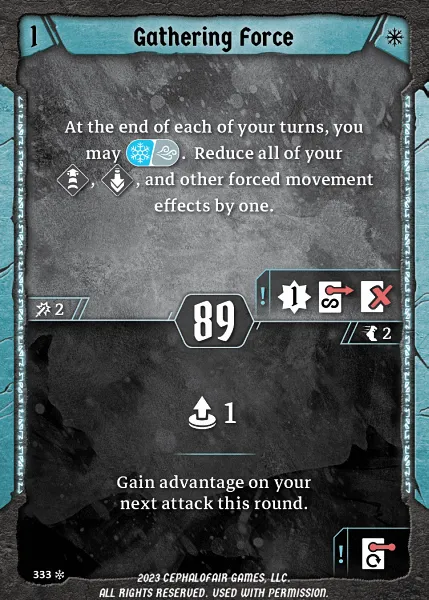 1
Gathering Force
At the end of each of your turns, you
may . Reduce all of your
, , and other forced movement
effects by one.
! 1
2
89
2
1
Gain advantage on your
next attack this round.
!
333
2023 CEPHALOFAIR GAMES, LLC.
ALL RIGHTS RESERVED. USED WITH PERMISSION.